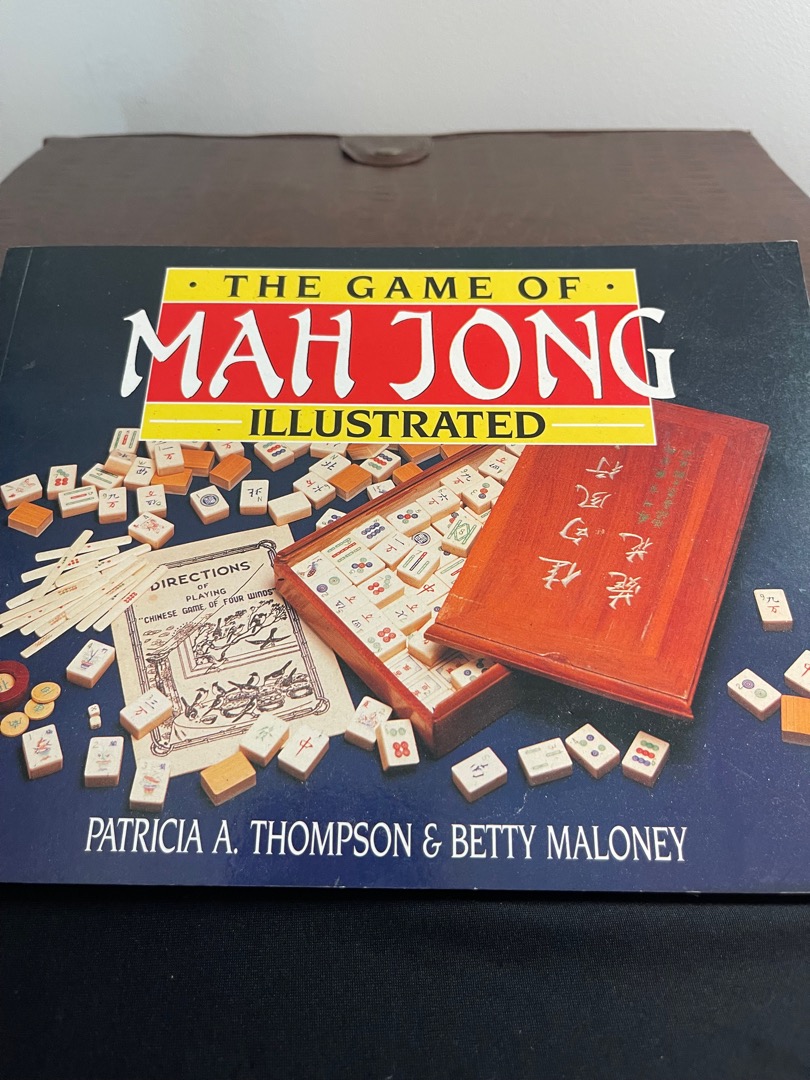 · THE GAME OF ·
MAH JONG
ILLUSTRATED
DIRECTIONS
OF
PLAYING
"CHINESE GAME OF FOUR WINDS"
PATRICIA A. THOMPSON & BETTY MALONEY